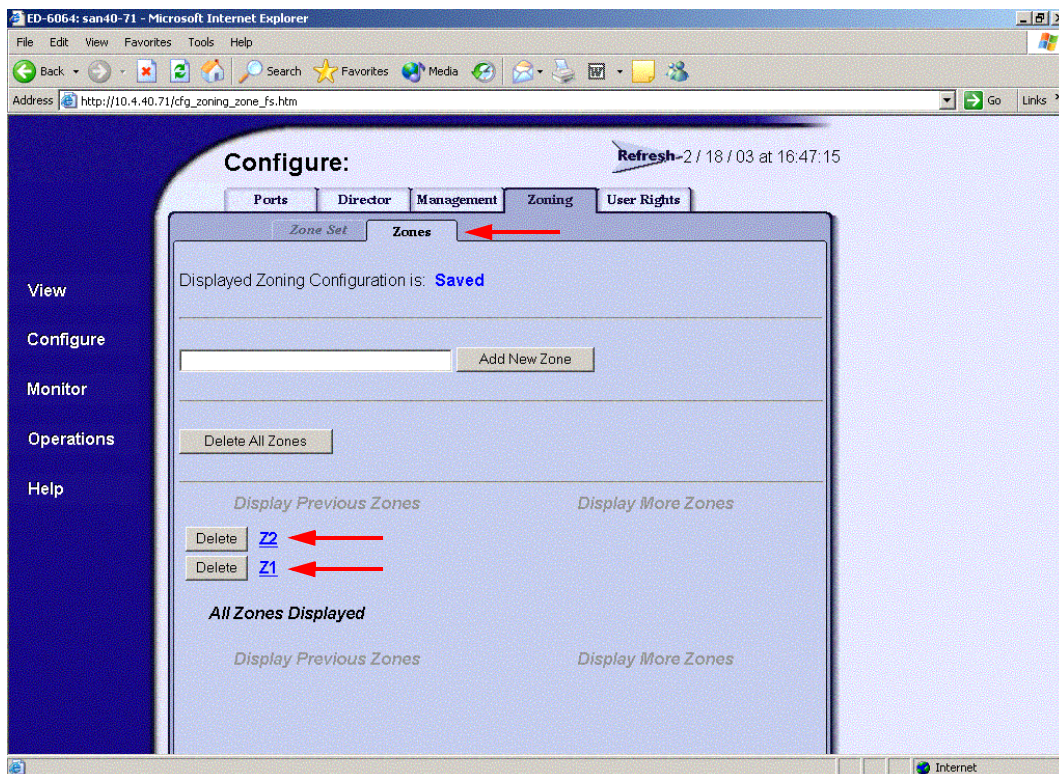 ED-6064: san40-71 - Microsoft Internet Explorer
File Edit View Favorites Tools Help
Back Search Favorites Media
Address http://10.4.40.71/cfg_zoning_zone_fs.htm Go Links
Configure:
Refresh-2 / 18 / 03 at 16:47:15
Ports Director Management Zoning User Rights
Zone Set Zones
Displayed Zoning Configuration is: Saved
View
Configure
Add New Zone
Monitor
Operations
Delete All Zones
Help
Display Previous Zones Display More Zones
Delete Z2
Delete Z1
All Zones Displayed
Display Previous Zones Display More Zones
Internet